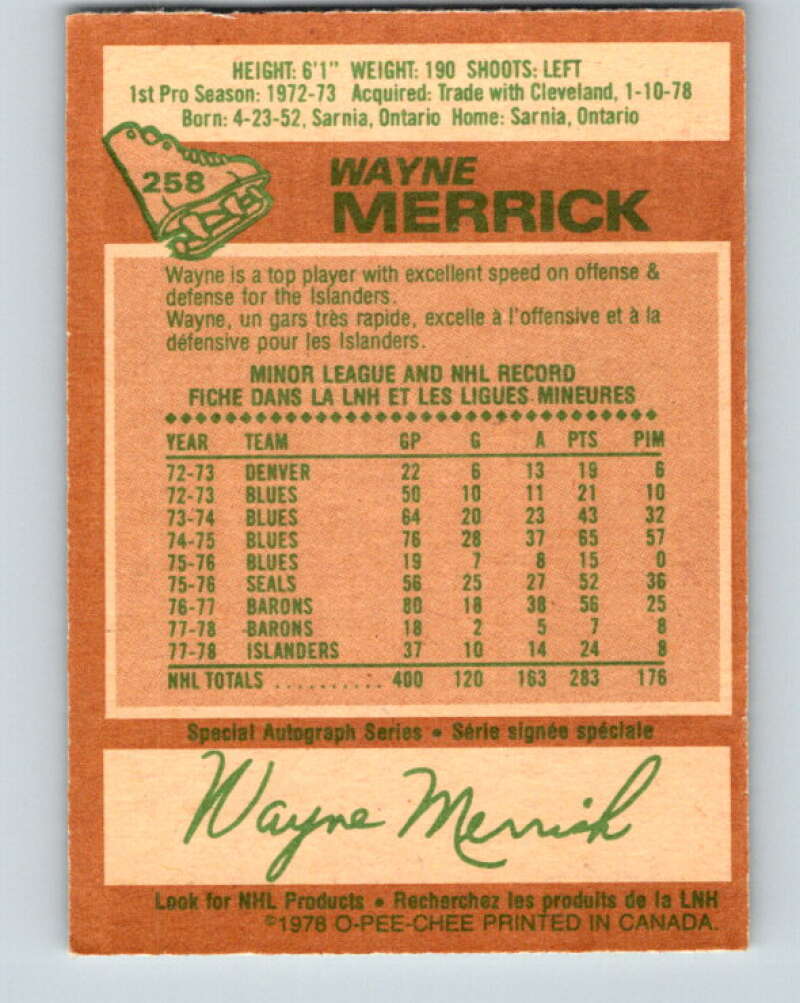 HEIGHT: 6'1" WEIGHT: 190 SHOOTS: LEFT
1st Pro Season: 1972-73 Acquired: Trade with Cleveland, 1-10-78
Born: 4-23-52, Sarnia, Ontario Home: Sarnia, Ontario
258
WAYNE
MERRICK
Wayne is a top player with excellent speed on offense &
defense for the Islanders.
Wayne, un gars très rapide, excelle à l'offensive et à la
défensive pour les Islanders.
MINOR LEAGUE AND NHL RECORD
FICHE DANS LA LNH ET LES LIGUES MINEURES
YEAR TEAM GP G A PTS PIM
72-73 DENVER 22 6 13 19 6
72-73 BLUES 50 10 11 21 10
73-74 BLUES 64 20 23 43 32
74-75 BLUES 76 28 37 65 57
75-76 BLUES 19 7 8 15 0
75-76 SEALS 56 25 27 52 36
76-77 BARONS 80 18 38 56 25
77-78 BARONS 18 2 5 7 8
77-78 ISLANDERS 37 10 14 24 8
NHL TOTALS ........... 400 120 163 283 176
Special Autograph Series • Série signée spéciale
Wayne Merrick
Look for NHL Products • Recherchez les produits de la LNH
©1978 O-PEE-CHEE PRINTED IN CANADA.